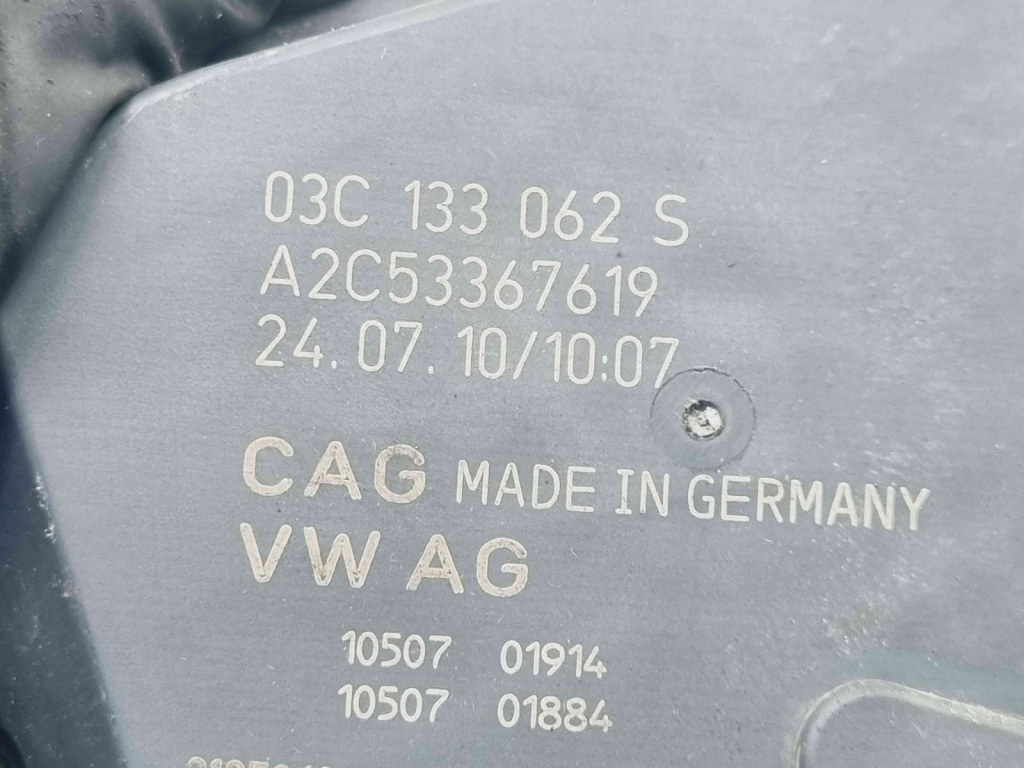 03C 133 062 S
A2C53367619
24.07.10/10:07
CAG MADE IN GERMANY
VW AG
10507 01914
10507 01884